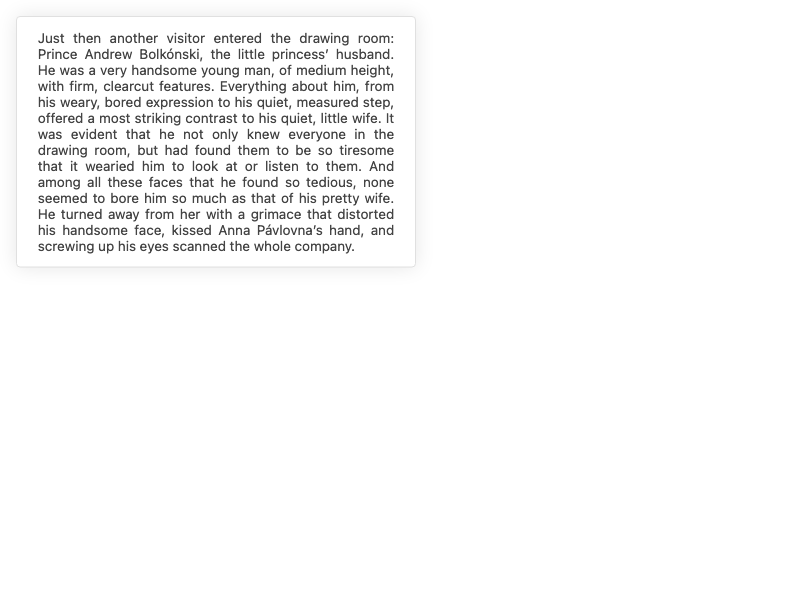 Just then another visitor entered the drawing room:
Prince Andrew Bolkónski, the little princess’ husband.
He was a very handsome young man, of medium height,
with firm, clearcut features. Everything about him, from
his weary, bored expression to his quiet, measured step,
offered a most striking contrast to his quiet, little wife. It
was evident that he not only knew everyone in the
drawing room, but had found them to be so tiresome
that it wearied him to look at or listen to them. And
among all these faces that he found so tedious, none
seemed to bore him so much as that of his pretty wife.
He turned away from her with a grimace that distorted
his handsome face, kissed Anna Pávlovna’s hand, and
screwing up his eyes scanned the whole company.